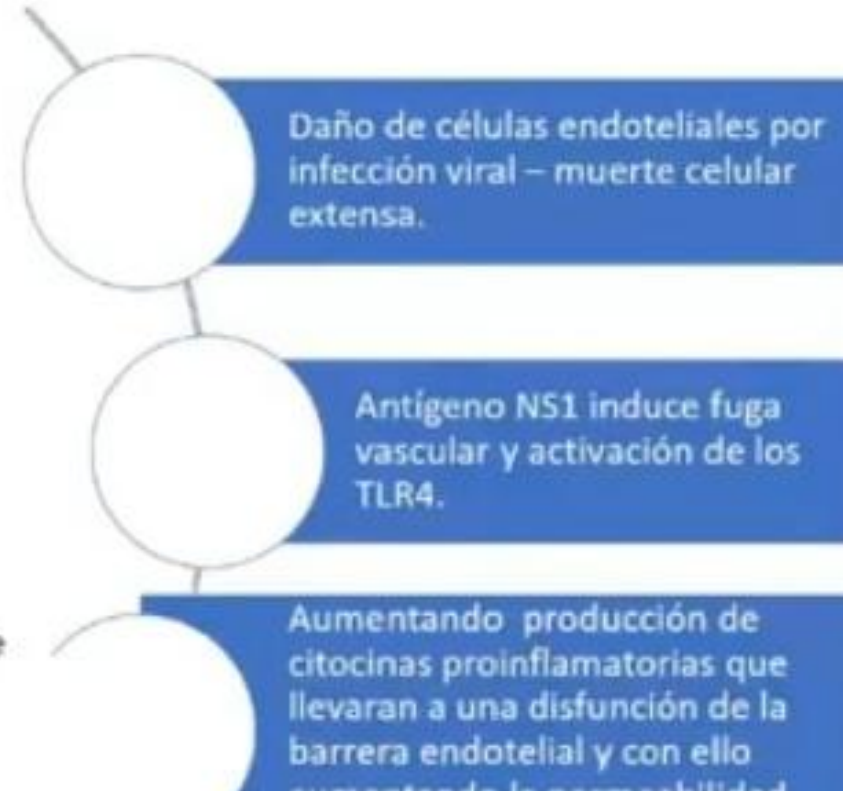 Daño de células endoteliales por
infección viral – muerte celular
extensa.
Antígeno NS1 induce fuga
vascular y activación de los
TLR4.
Aumentando producción de
citocinas proinflamatorias que
llevaran a una disfunción de la
barrera endotelial y con ello